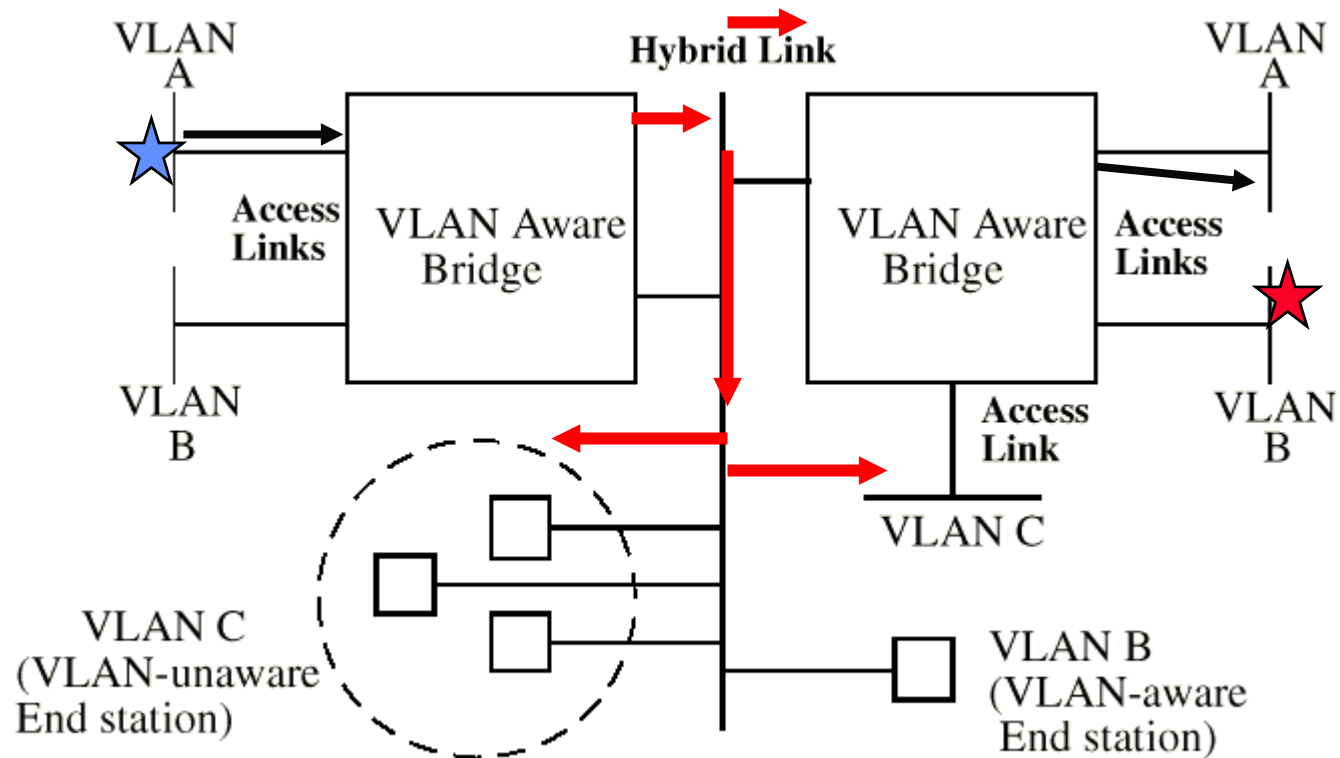 VLAN
A
Hybrid Link
VLAN
A
Access
Links
VLAN Aware
Bridge
VLAN Aware
Bridge
Access
Links
VLAN
B
Access
Link
VLAN
B
VLAN C
VLAN C
(VLAN-unaware
End station)
VLAN B
(VLAN-aware
End station)